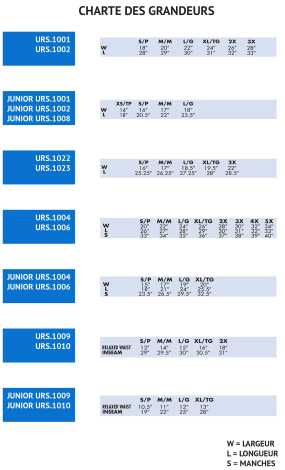 CHARTE DES GRANDEURS
URS.1001
URS.1002
S/P M/M L/G XL/TG 2X 3X
W 18" 20" 22" 24" 26" 28"
L 28" 29" 30" 31" 32" 33"
JUNIOR URS.1001
JUNIOR URS.1002
JUNIOR URS.1008
XS/TP S/P M/M L/G
W 14" 16" 16" 18"
L 18" 20.5" 22" 23.5"
URS.1022
URS.1023
S/P M/M L/G XL/TG 2X
W 16" 17" 18.5" 19.5" 22"
L 25.25" 26.25" 27.25" 28" 28.5"
URS.1004
URS.1006
S/P M/M L/G XL/TG 2X 3X 4X 5X
W 20" 22" 24" 26" 28" 30" 32" 34"
L 26" 27" 28" 29" 30" 31" 32" 33"
S 33" 34" 35" 36" 37" 38" 39" 40"
JUNIOR URS.1004
JUNIOR URS.1006
S/P M/M L/G XL/TG
W 15" 17" 19" 20"
L 18" 21" 24" 25.5"
S 23.5" 26.5" 29.5" 32.5"
URS.1009
URS.1010
S/P M/M L/G XL/TG 2X
RELAXED WAIST 13" 14" 15" 16" 18"
INSEAM 29" 29.5" 30" 30.5" 31"
JUNIOR URS.1009
JUNIOR URS.1010
S/P M/M L/G XL/TG
RELAXED WAIST 10.5" 11" 12" 13"
INSEAM 19" 22" 25" 28"
W = LARGEUR
L = LONGUEUR
S = MANCHES